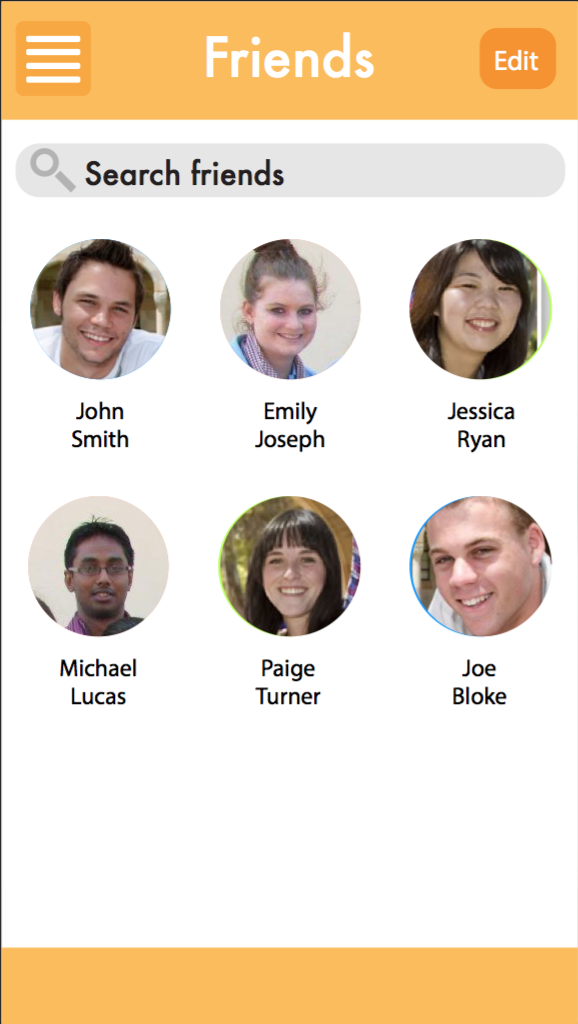 Friends
Edit
Search friends
John
Smith
Emily
Joseph
Jessica
Ryan
Michael
Lucas
Paige
Turner
Joe
Bloke